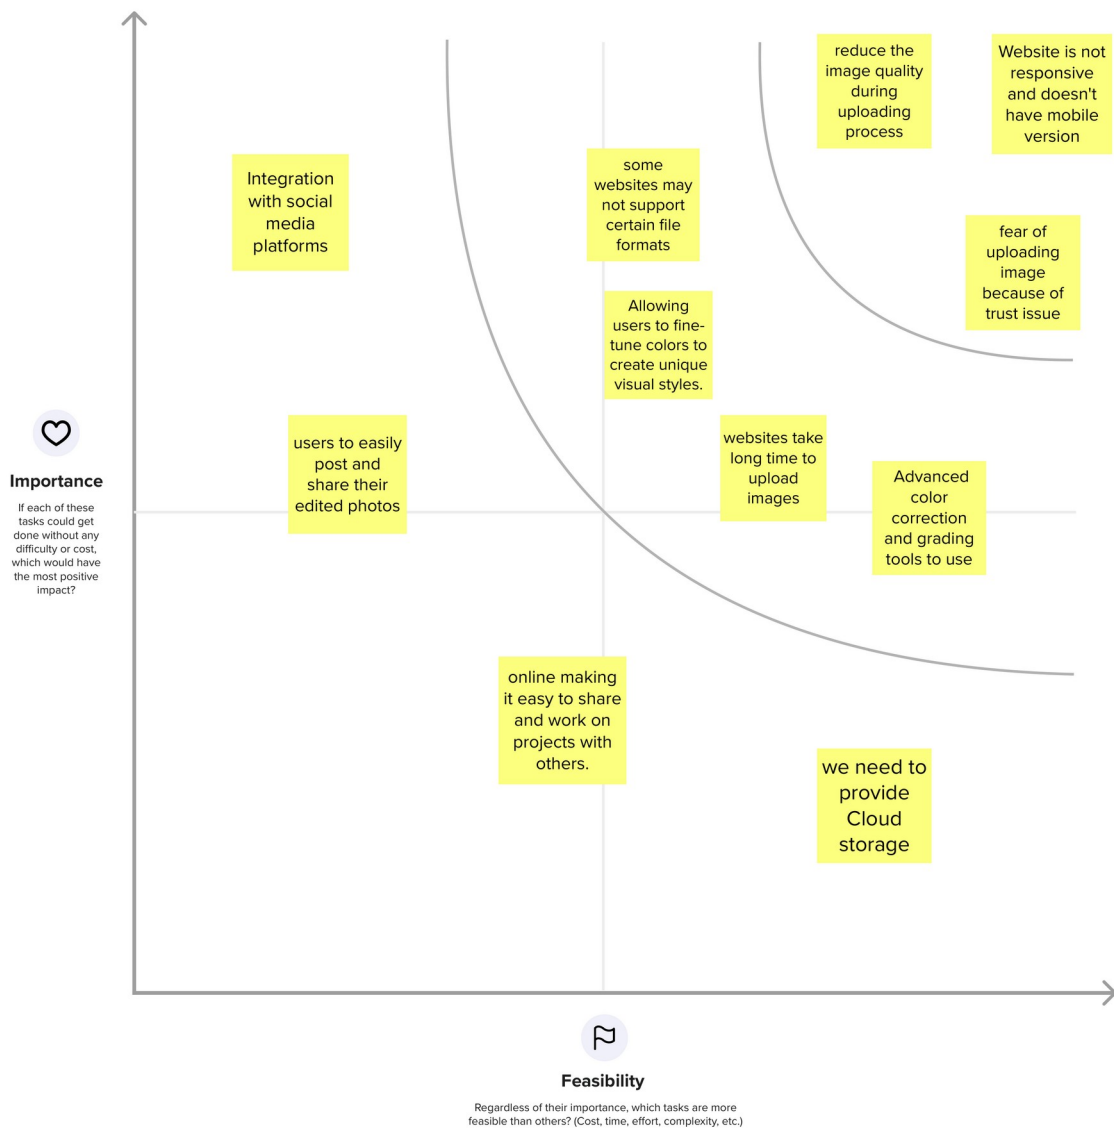 reduce the
image quality
during
uploading
process
Website is not
responsive
and doesn't
have mobile
version
Integration
with social
media
platforms
some
websites may
not support
certain file
formats
fear of
uploading
image
because of
trust issue
Allowing
users to fine-
tune colors to
create unique
visual styles.
users to easily
post and
share their
edited photos
websites take
long time to
upload
images
Advanced
color
correction
and grading
tools to use
Importance
If each of these
tasks could get
done without any
difficulty or cost,
which would have
the most positive
impact?
online making
it easy to share
and work on
projects with
others.
we need to
provide
Cloud
storage
Feasibility
Regardless of their importance, which tasks are more
feasible than others? (Cost, time, effort, complexity, etc.)